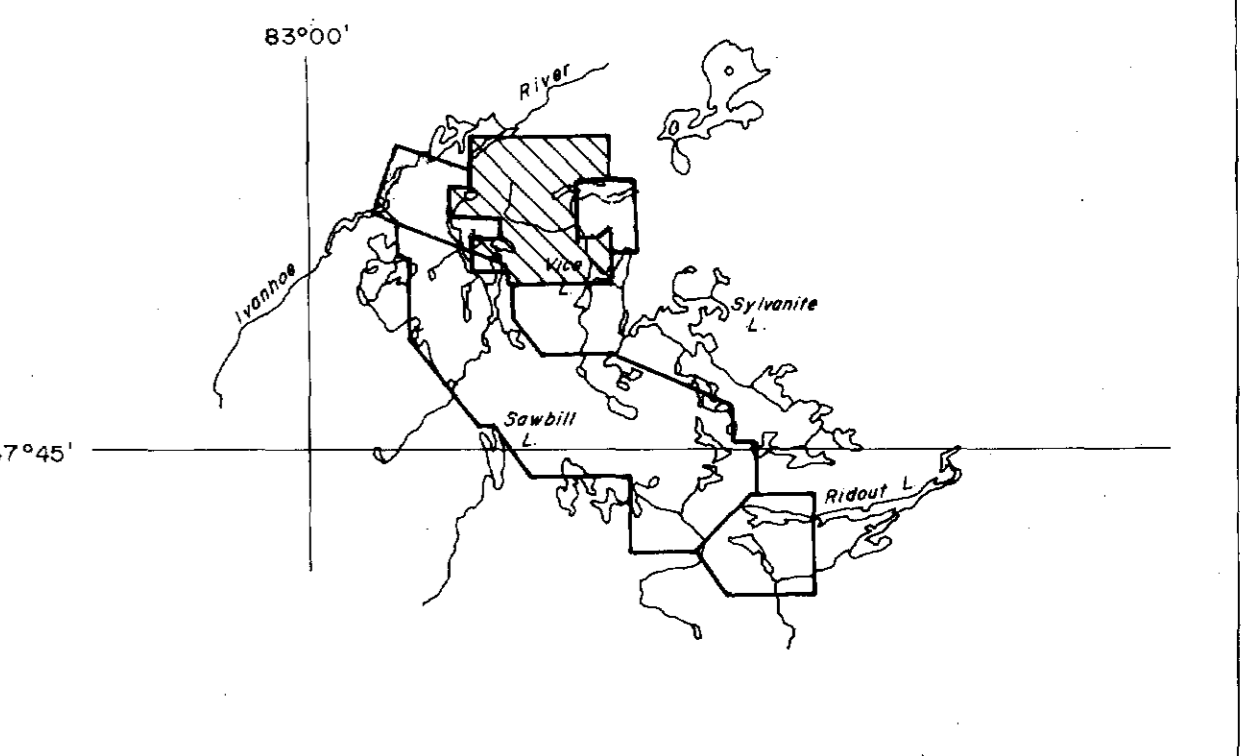 83°00'
River
Ivanhoe
Vice
L.
Sylvanite
L.
Sawbill
L.
7°45'
Ridout L.